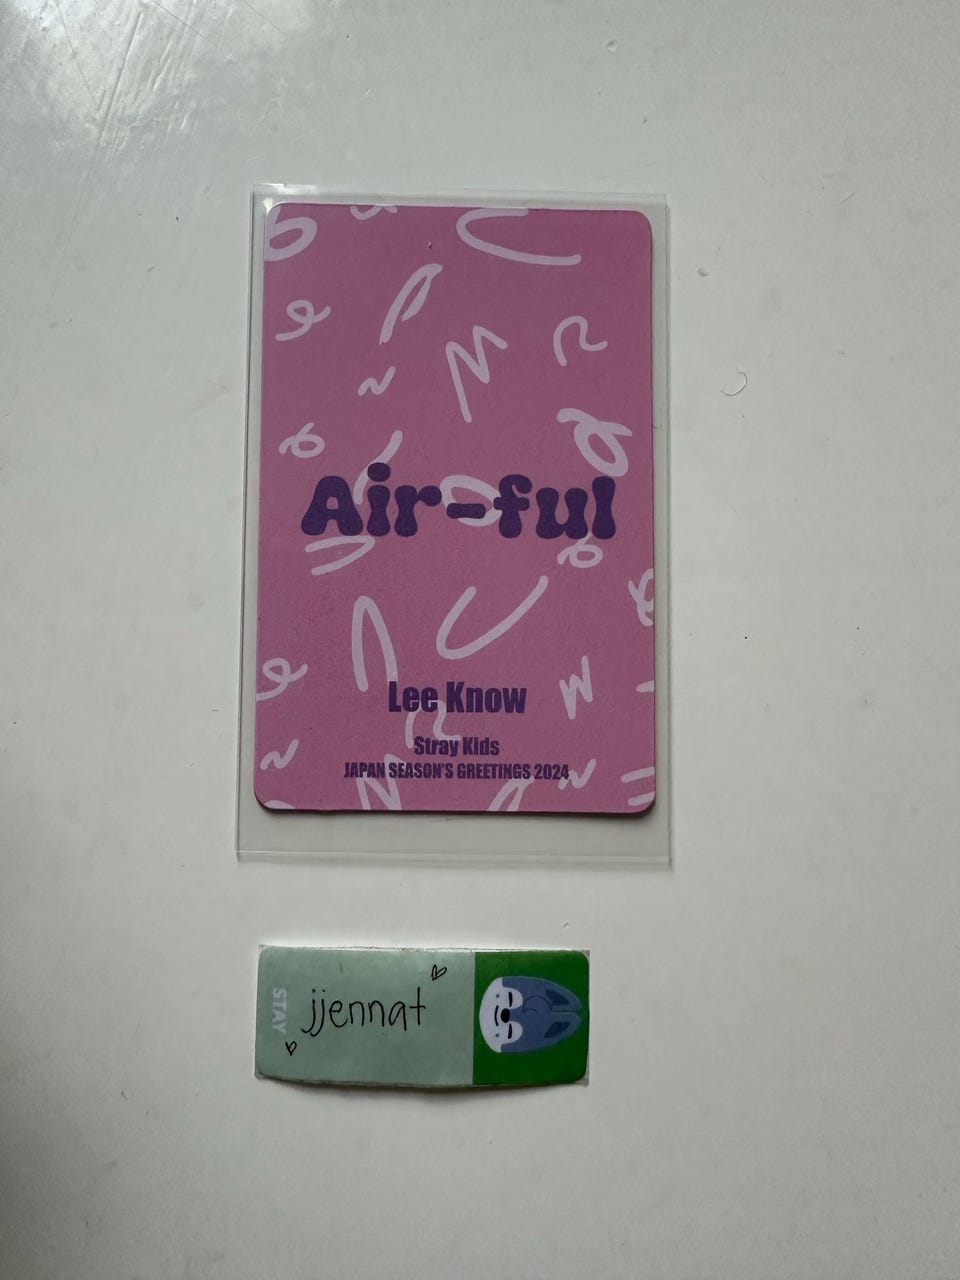 Air-ful
Lee Know
Stray Kids
JAPAN SEASON'S GREETINGS 2024
STAY
jjennat